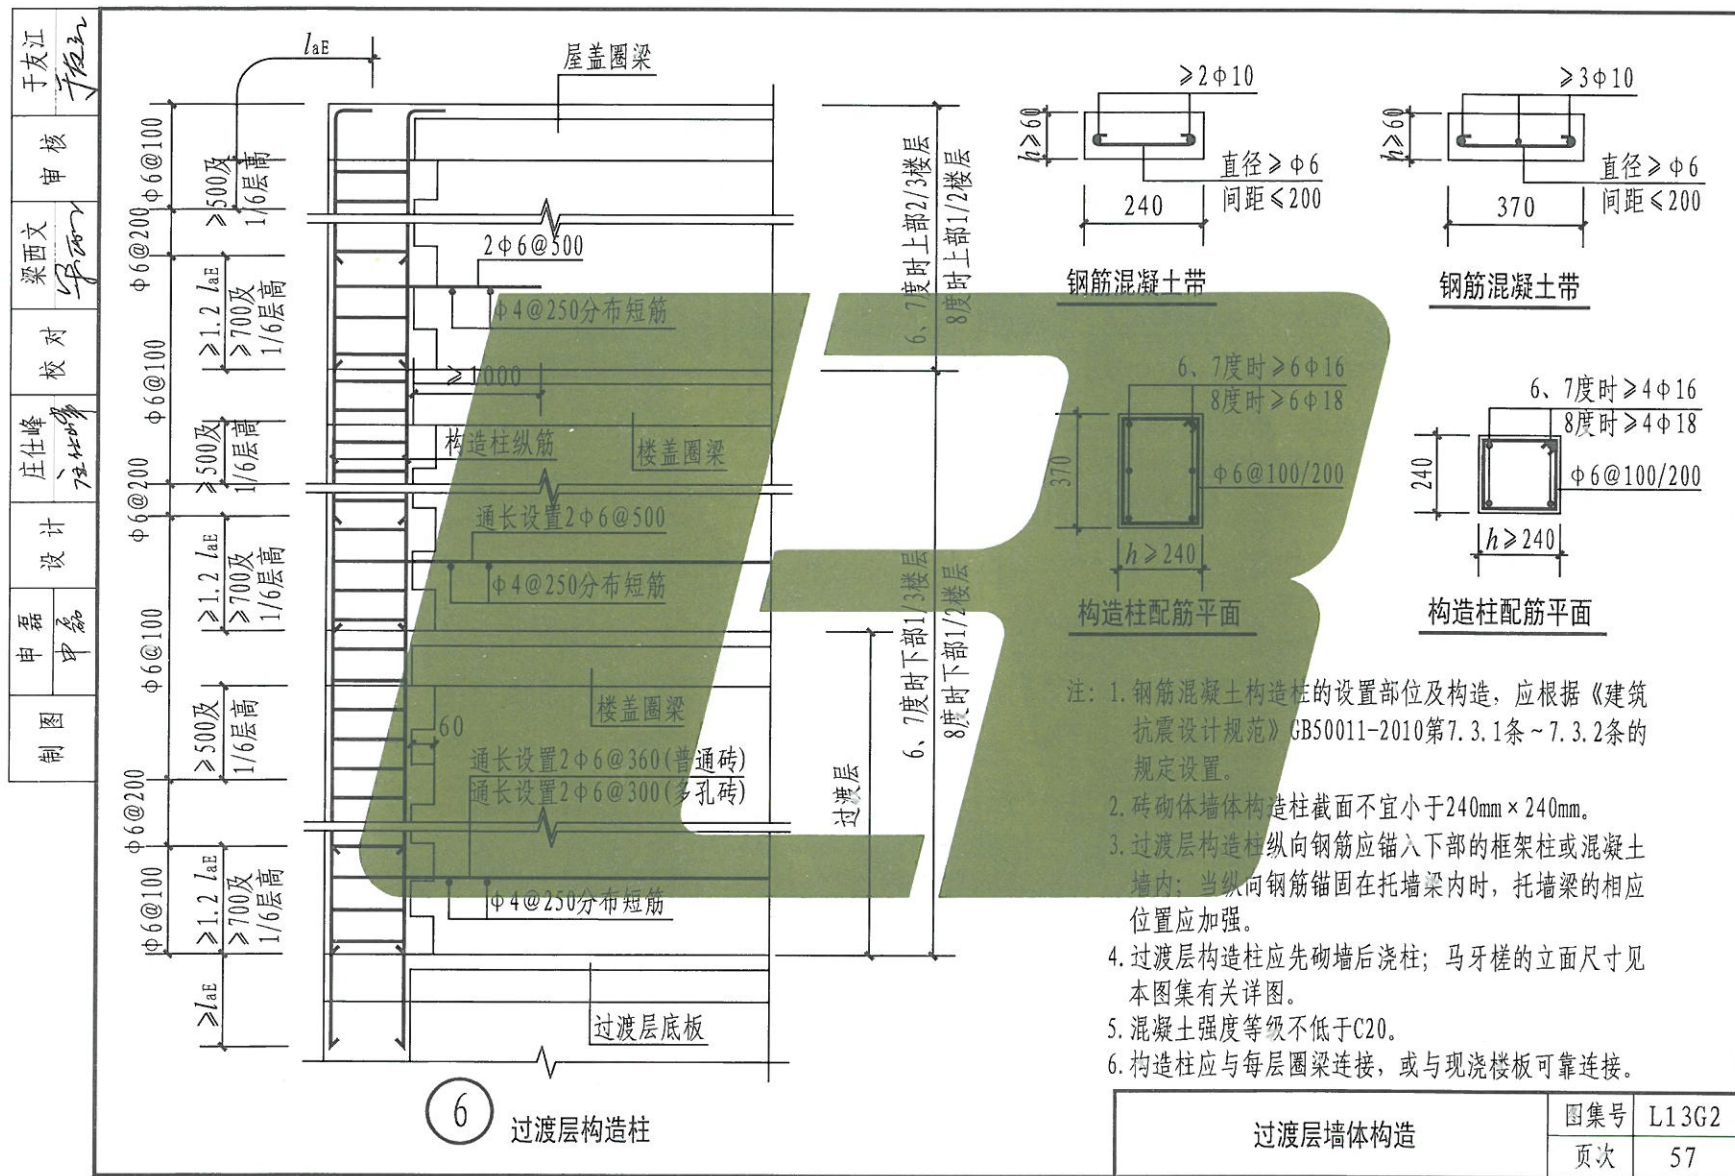 于友江
审核
梁西文
校对
庄仕峰
设计
申磊
申磊
制图
laE
屋盖圈梁
φ6@100
≥500及
1/6层高
φ6@200
≥1.2 laE
≥700及
1/6层高
φ6@100
≥500及
1/6层高
φ6@200
≥1.2 laE
≥700及
1/6层高
φ6@100
≥500及
1/6层高
φ6@200
≥1.2 laE
≥700及
1/6层高
φ6@100
≥laE
2φ6@500
φ4@250分布短筋
≥1000
构造柱纵筋
楼盖圈梁
通长设置2φ6@500
φ4@250分布短筋
楼盖圈梁
60
通长设置2φ6@360(普通砖)
通长设置2φ6@300(多孔砖)
φ4@250分布短筋
过渡层底板
过渡层
6、7度时上部2/3楼层
8度时上部1/2楼层
6、7度时下部1/3楼层
8度时下部1/2楼层
6 过渡层构造柱
≥2φ10
h≥60
直径≥φ6
间距≤200
240
钢筋混凝土带
≥3φ10
h≥60
直径≥φ6
间距≤200
370
钢筋混凝土带
6、7度时≥6φ16
8度时≥6φ18
370
φ6@100/200
h≥240
构造柱配筋平面
6、7度时≥4φ16
8度时≥4φ18
240
φ6@100/200
h≥240
构造柱配筋平面
注: 1.钢筋混凝土构造柱的设置部位及构造，应根据《建筑
抗震设计规范》GB50011-2010第7.3.1条~7.3.2条的
规定设置。
2.砖砌体墙体构造柱截面不宜小于240mm×240mm。
3.过渡层构造柱纵向钢筋应锚入下部的框架柱或混凝土
墙内；当纵向钢筋锚固在托墙梁内时，托墙梁的相应
位置应加强。
4.过渡层构造柱应先砌墙后浇柱；马牙槎的立面尺寸见
本图集有关详图。
5.混凝土强度等级不低于C20。
6.构造柱应与每层圈梁连接，或与现浇楼板可靠连接。
过渡层墙体构造
图集号 L13G2
页次 57